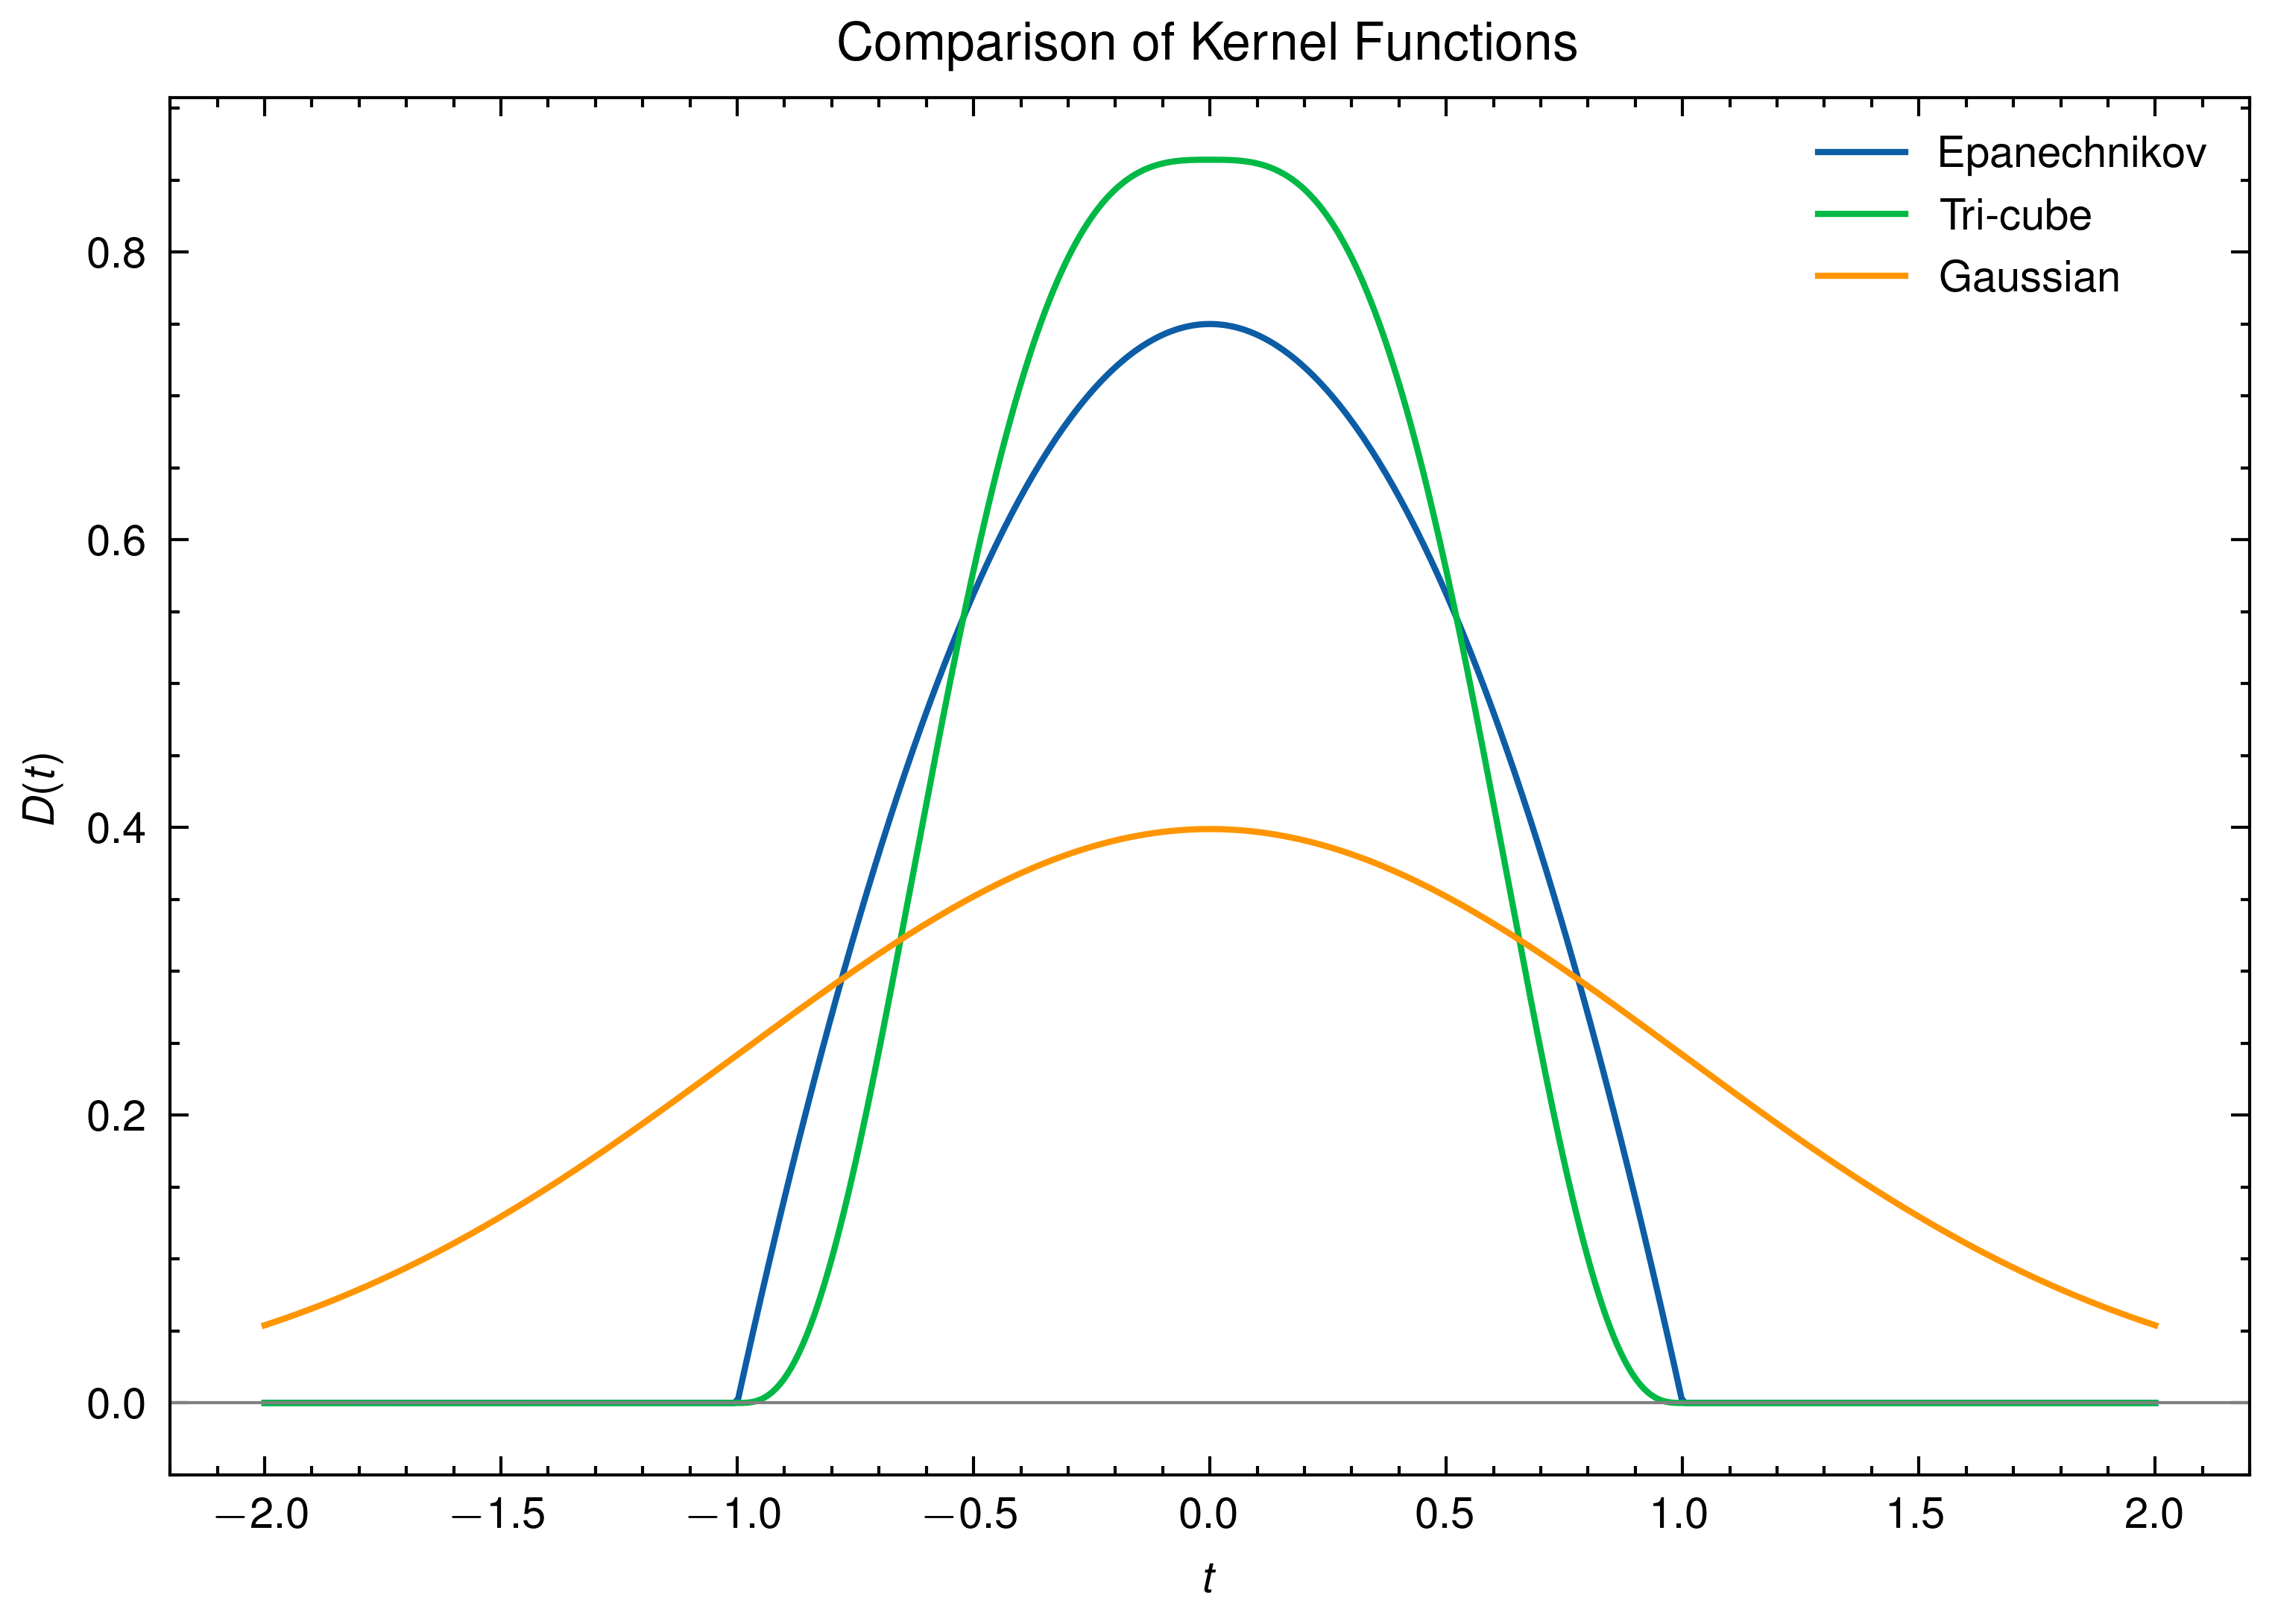 Comparison of Kernel Functions
Epanechnikov
Tri-cube
Gaussian
0.8
0.6
0.4
0.2
0.0
D(t)
−2.0 −1.5 −1.0 −0.5 0.0 0.5 1.0 1.5 2.0
t